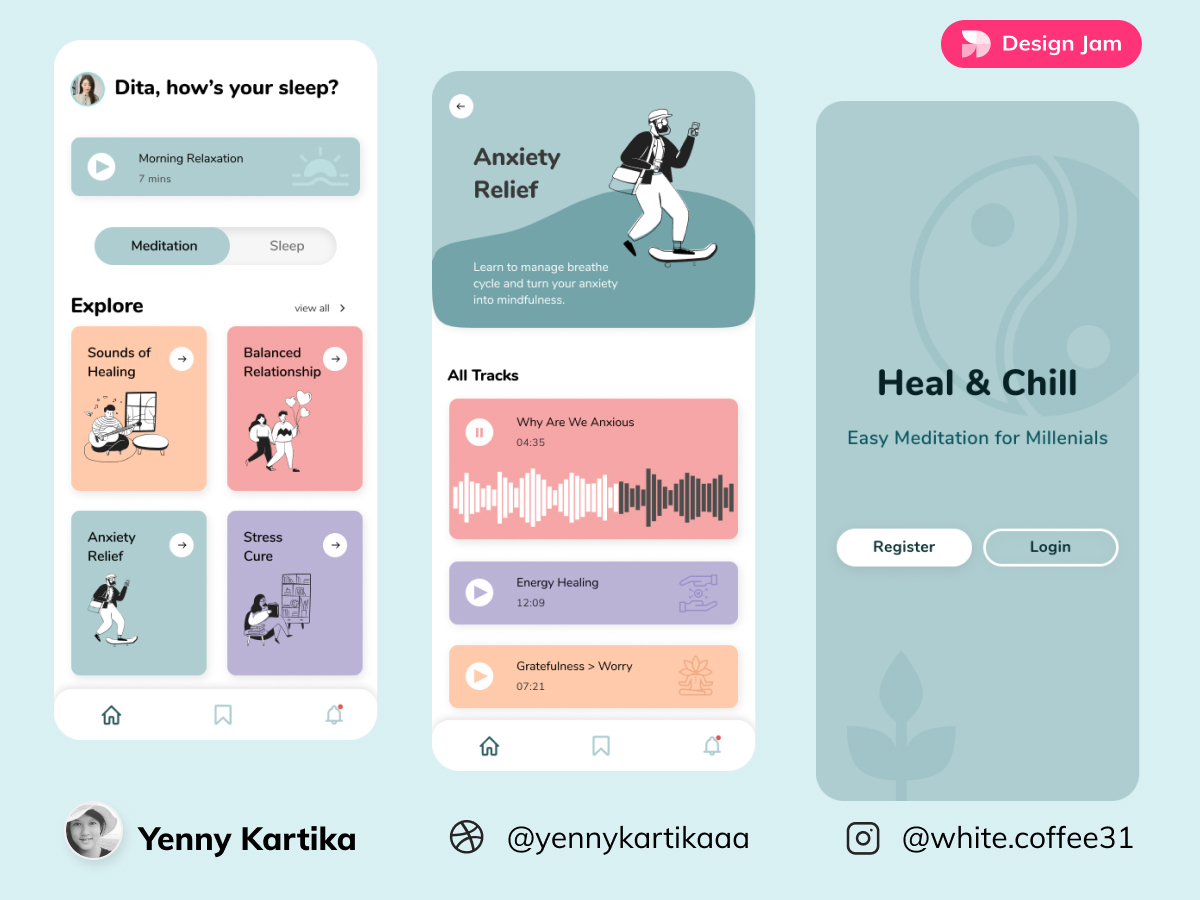 Design Jam
Dita, how's your sleep?
Morning Relaxation
7 mins
Meditation
Sleep
Explore
view all
Sounds of
Healing
Balanced
Relationship
Anxiety
Relief
Stress
Cure
Anxiety
Relief
Learn to manage breathe
cycle and turn your anxiety
into mindfulness.
All Tracks
Why Are We Anxious
04:35
Energy Healing
12:09
Gratefulness > Worry
07:21
Heal & Chill
Easy Meditation for Millenials
Register
Login
Yenny Kartika
@yennykartikaaa
@white.coffee31